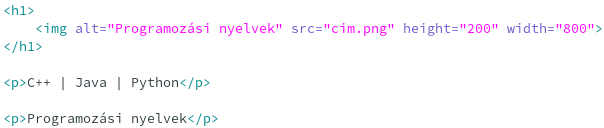 <h1>
<img alt="Programozási nyelvek" src="cim.png" height="200" width="800">
</h1>
<p>C++ | Java | Python</p>
<p>Programozási nyelvek</p>